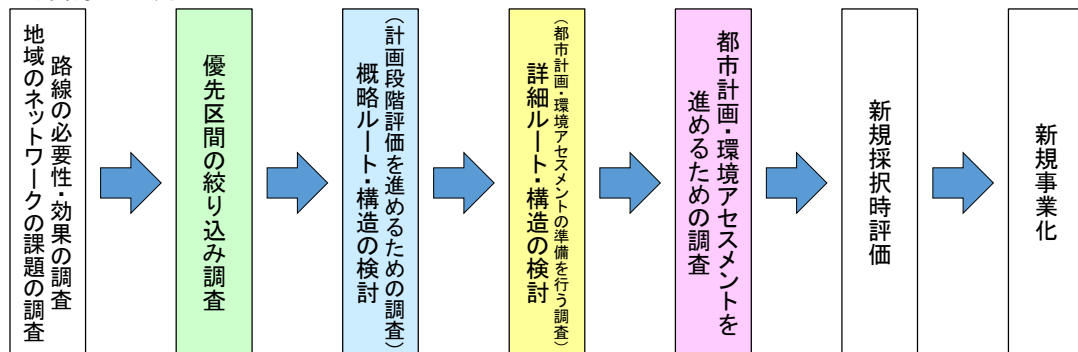 路線の必要性・効果の調査
地域のネットワークの課題の調査
優先区間の絞り込み調査
（計画段階評価を進めるための調査）
概略ルート・構造の検討
（都市計画・環境アセスメントの準備を行う調査）
詳細ルート・構造の検討
都市計画・環境アセスメントを
進めるための調査
新規採択時評価
新規事業化